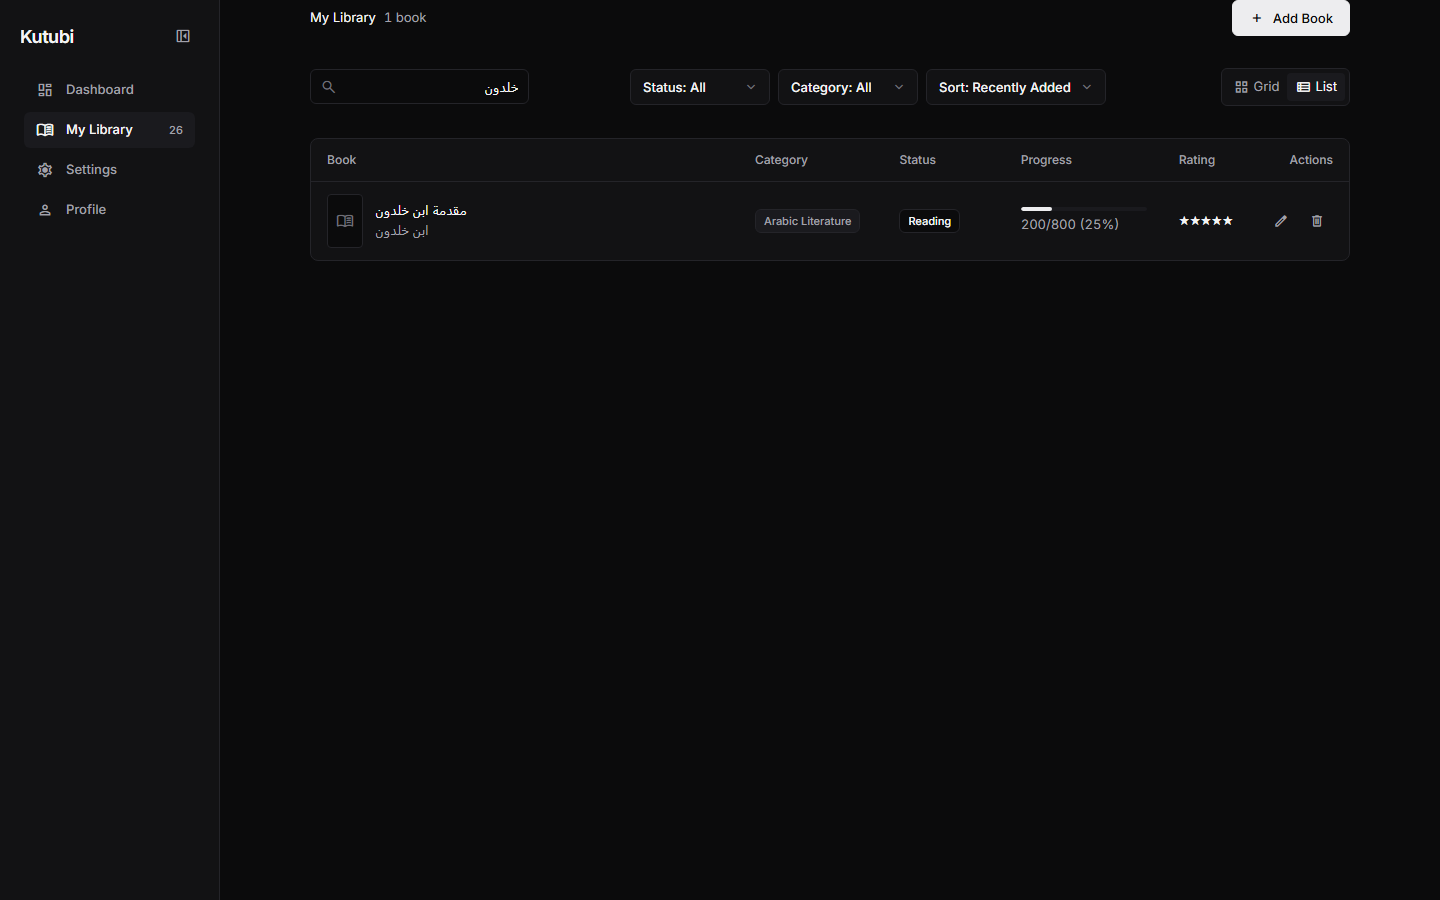 Kutubi
Dashboard
My Library 26
Settings
Profile
My Library 1 book
Add Book
خلدون
Status: All
Category: All
Sort: Recently Added
Grid
List
Book Category Status Progress Rating Actions
مقدمة ابن خلدون
ابن خلدون
Arabic Literature
Reading
200/800 (25%)
★★★★★